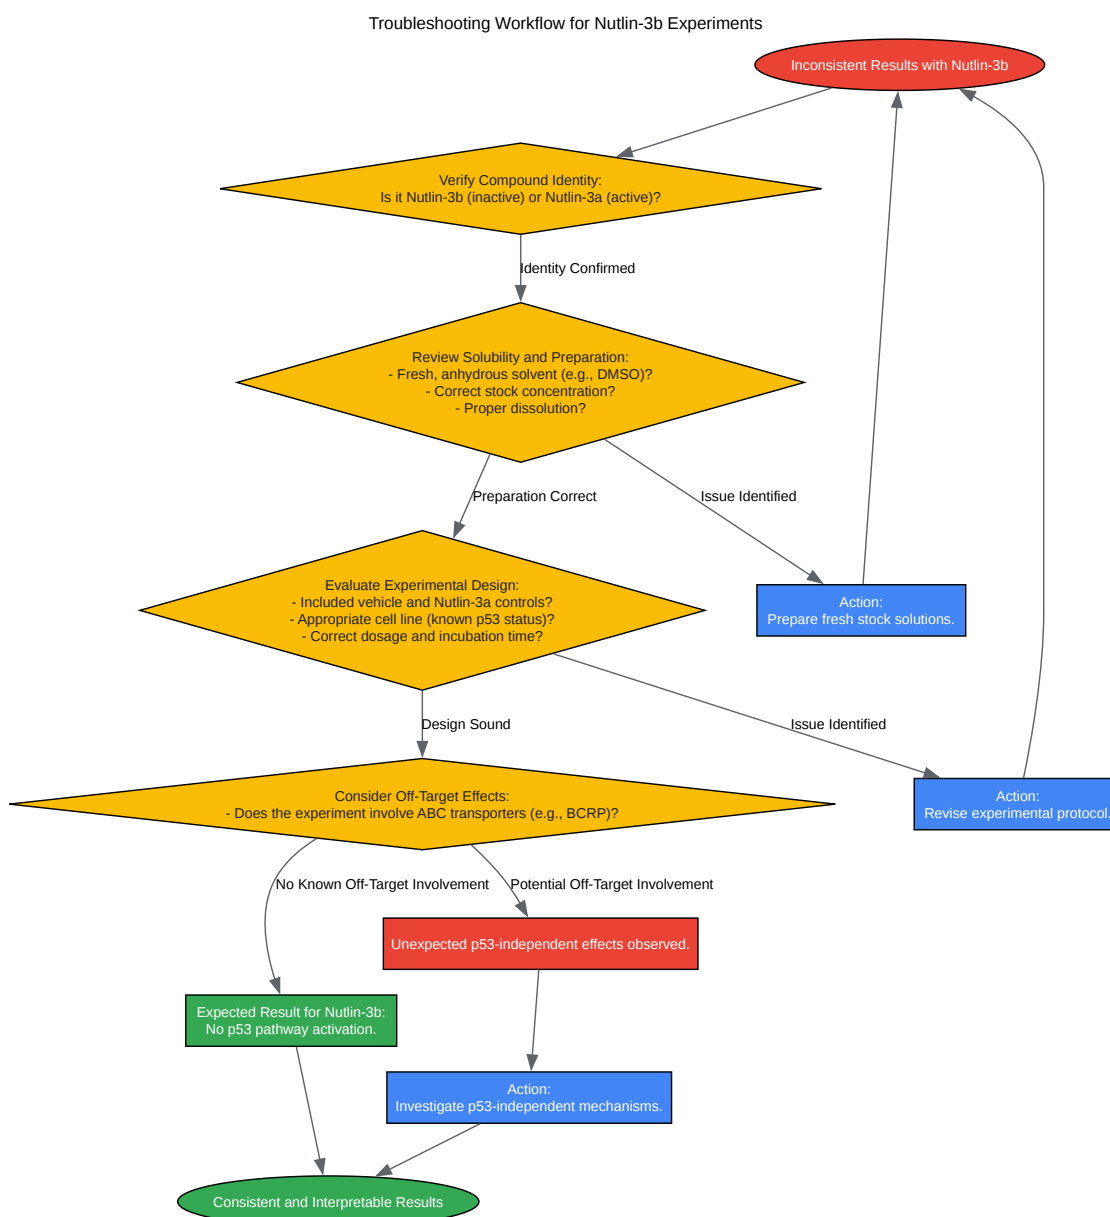 Troubleshooting Workflow for Nutlin-3b Experiments
Inconsistent Results with Nutlin-3b
Verify Compound Identity:
Is it Nutlin-3b (inactive) or Nutlin-3a (active)?
Identity Confirmed
Review Solubility and Preparation:
- Fresh, anhydrous solvent (e.g., DMSO)?
- Correct stock concentration?
- Proper dissolution?
Preparation Correct
Issue Identified
Evaluate Experimental Design:
- Included vehicle and Nutlin-3a controls?
- Appropriate cell line (known p53 status)?
- Correct dosage and incubation time?
Action:
Prepare fresh stock solutions.
Design Sound
Issue Identified
Consider Off-Target Effects:
- Does the experiment involve ABC transporters (e.g., BCRP)?
Action:
Revise experimental protocol.
No Known Off-Target Involvement
Potential Off-Target Involvement
Unexpected p53-independent effects observed.
Expected Result for Nutlin-3b:
No p53 pathway activation.
Action:
Investigate p53-independent mechanisms.
Consistent and Interpretable Results